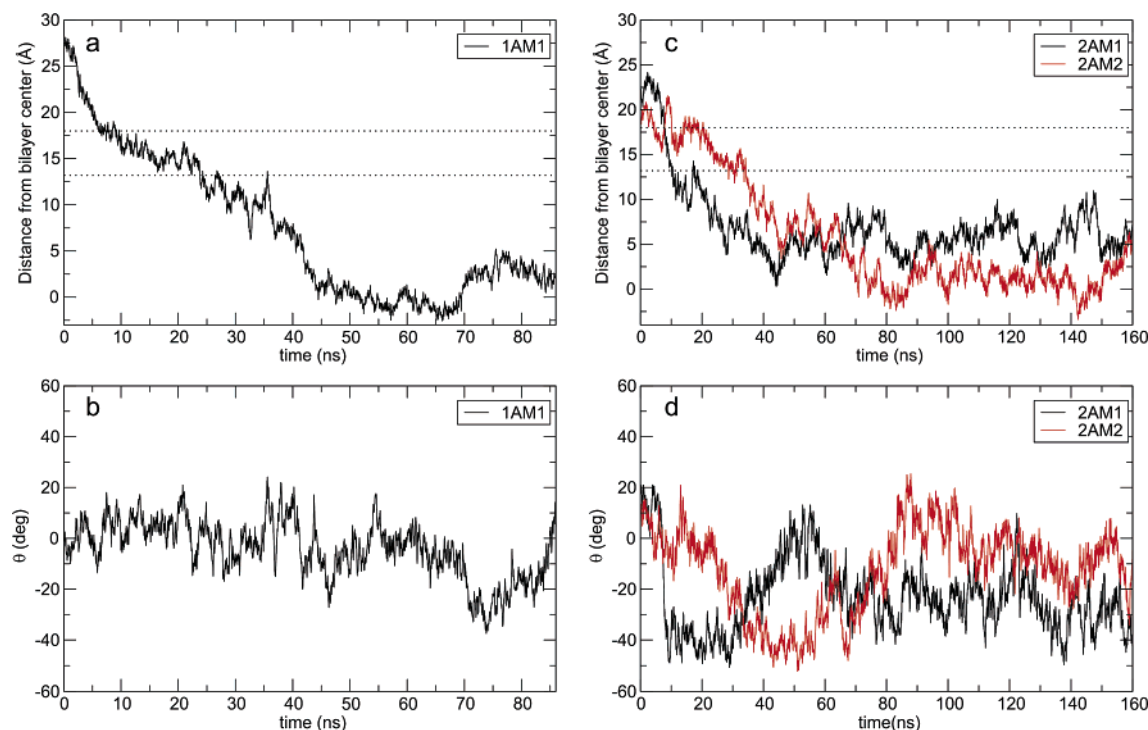 a
1AM1
Distance from bilayer center (Å)
30
25
20
15
10
5
0
0 10 20 30 40 50 60 70 80
time (ns)
c
2AM1
2AM2
Distance from bilayer center (Å)
30
25
20
15
10
5
0
0 20 40 60 80 100 120 140 160
time (ns)
b
1AM1
θ (deg)
60
40
20
0
-20
-40
-60
0 10 20 30 40 50 60 70 80
time (ns)
d
2AM1
2AM2
θ (deg)
60
40
20
0
-20
-40
-60
0 20 40 60 80 100 120 140 160
time(ns)